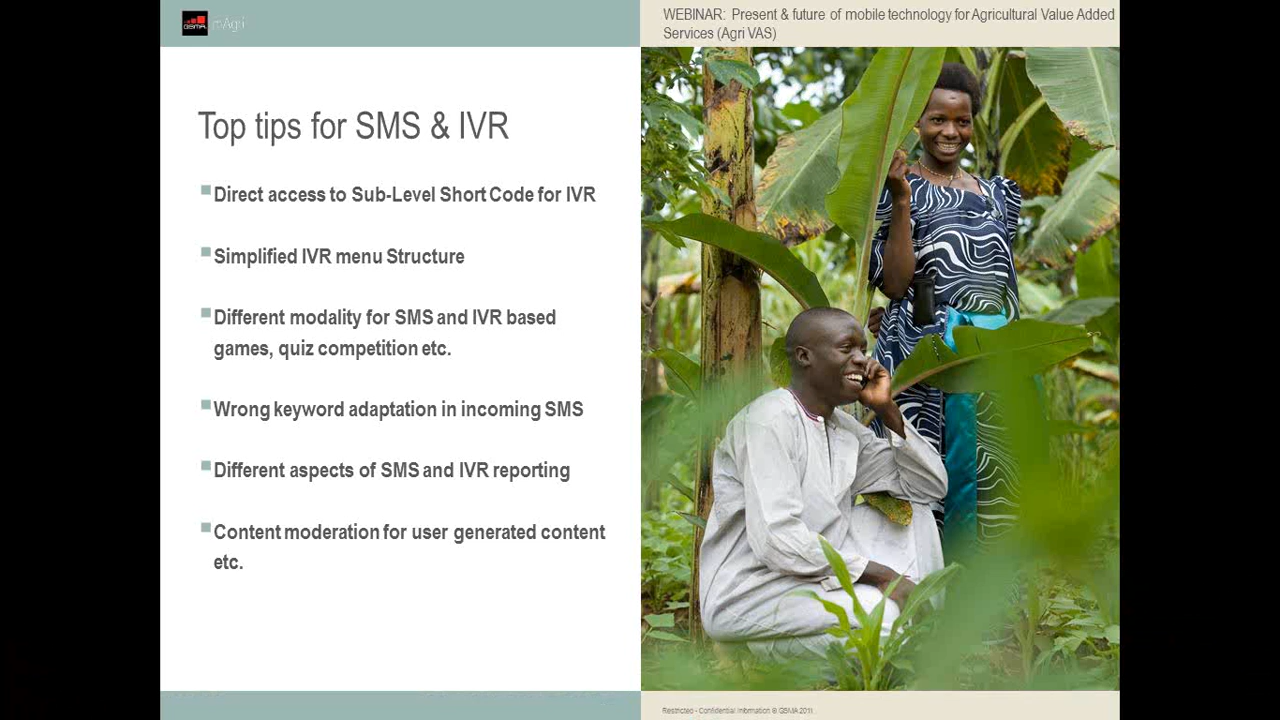 GSMA mAgri
WEBINAR: Present & future of mobile technology for Agricultural Value Added
Services (Agri VAS)
Top tips for SMS & IVR
Direct access to Sub-Level Short Code for IVR
Simplified IVR menu Structure
Different modality for SMS and IVR based
games, quiz competition etc.
Wrong keyword adaptation in incoming SMS
Different aspects of SMS and IVR reporting
Content moderation for user generated content
etc.
Restricted - Confidential Information © GSMA 2011